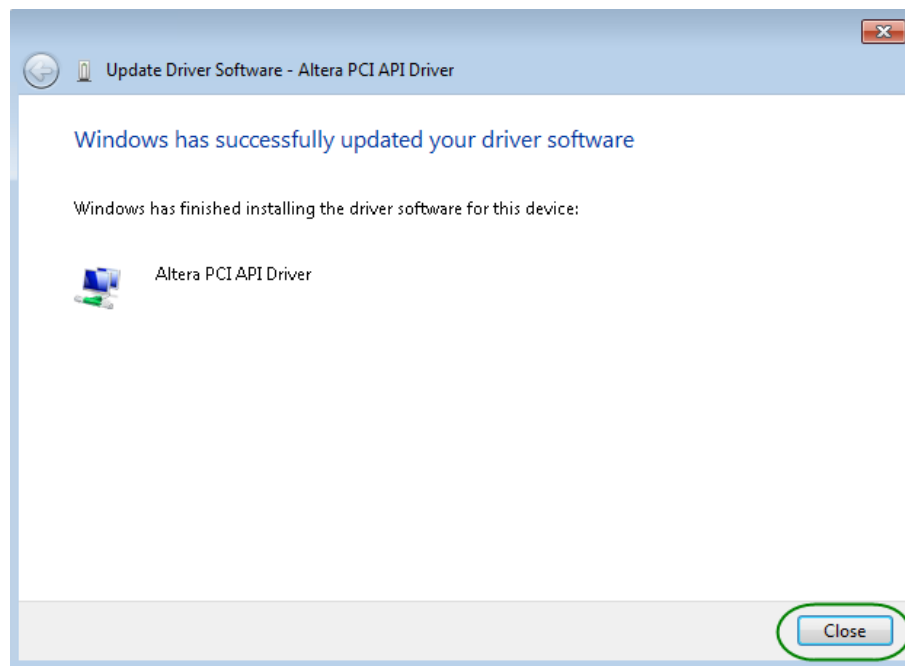 Update Driver Software - Altera PCI API Driver
Windows has successfully updated your driver software
Windows has finished installing the driver software for this device:
Altera PCI API Driver
Close